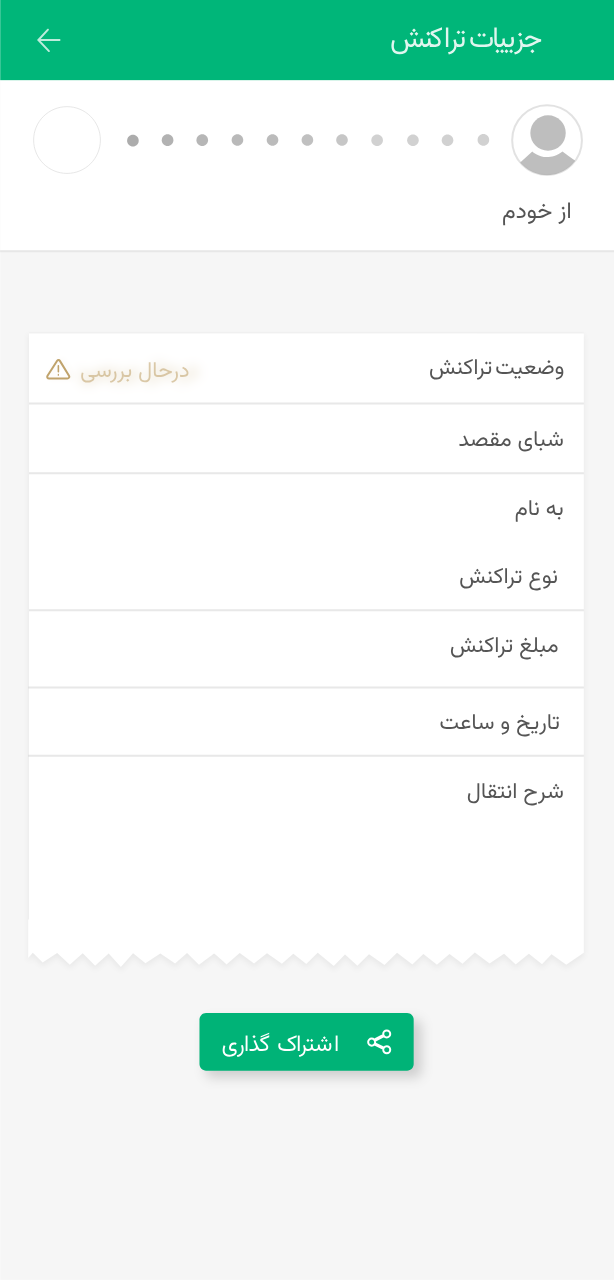 جزییات تراکنش
از خودم
وضعیت تراکنش درحال بررسی
شبای مقصد
به نام
نوع تراکنش
مبلغ تراکنش
تاریخ و ساعت
شرح انتقال
اشتراک گذاری